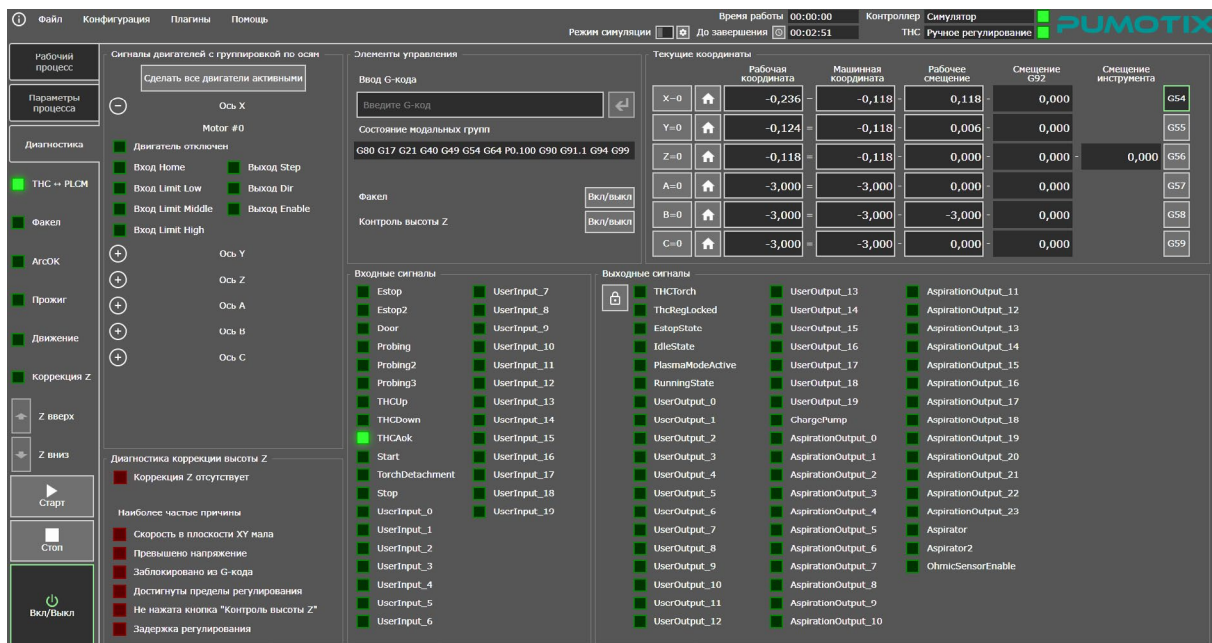 Файл Конфигурация Плагины Помощь
Режим симуляции
Время работы 00:00:00
До завершения 00:02:51
Контроллер Симулятор
THC Ручное регулирование
PUMOTIX
Рабочий
процесс
Параметры
процесса
Диагностика
THC ↔ PLCM
Факел
ArcOK
Прожиг
Движение
Коррекция Z
Z вверх
Z вниз
Старт
Стоп
Вкл/Выкл
Сигналы двигателей с группировкой по осям
Сделать все двигатели активными
Ось X
Motor #0
Двигатель отключен
Вход Home Выход Step
Вход Limit Low Выход Dir
Вход Limit Middle Выход Enable
Вход Limit High
Ось Y
Ось Z
Ось A
Ось B
Ось C
Диагностика коррекции высоты Z
Коррекция Z отсутствует
Наиболее частые причины
Скорость в плоскости XY мала
Превышено напряжение
Заблокировано из G-кода
Достигнуты пределы регулирования
Не нажата кнопка "Контроль высоты Z"
Задержка регулирования
Элементы управления
Ввод G-кода
Введите G-код
Состояние модальных групп
G80 G17 G21 G40 G49 G54 G64 P0.100 G90 G91.1 G94 G99
Факел Вкл/выкл
Контроль высоты Z Вкл/выкл
Текущие координаты
Рабочая
координата
Машинная
координата
Рабочее
смещение
Смещение
G92
Смещение
инструмента
X=0 -0,236 = -0,118 - 0,118 - 0,000 G54
Y=0 -0,124 = -0,118 - 0,006 - 0,000 G55
Z=0 -0,118 = -0,118 - 0,000 - 0,000 - 0,000 G56
A=0 -3,000 = -3,000 - 0,000 - 0,000 G57
B=0 -3,000 = -3,000 - -3,000 - 0,000 G58
C=0 -3,000 = -3,000 - 0,000 - 0,000 G59
Входные сигналы
Estop UserInput_7
Estop2 UserInput_8
Door UserInput_9
Probing UserInput_10
Probing2 UserInput_11
Probing3 UserInput_12
THCUp UserInput_13
THCDown UserInput_14
THCAok UserInput_15
Start UserInput_16
TorchDetachment UserInput_17
Stop UserInput_18
UserInput_0 UserInput_19
UserInput_1
UserInput_2
UserInput_3
UserInput_4
UserInput_5
UserInput_6
Выходные сигналы
THCTorch UserOutput_13 AspirationOutput_11
ThcRegLocked UserOutput_14 AspirationOutput_12
EstopState UserOutput_15 AspirationOutput_13
IdleState UserOutput_16 AspirationOutput_14
PlasmaModeActive UserOutput_17 AspirationOutput_15
RunningState UserOutput_18 AspirationOutput_16
UserOutput_0 UserOutput_19 AspirationOutput_17
UserOutput_1 ChargePump AspirationOutput_18
UserOutput_2 AspirationOutput_0 AspirationOutput_19
UserOutput_3 AspirationOutput_1 AspirationOutput_20
UserOutput_4 AspirationOutput_2 AspirationOutput_21
UserOutput_5 AspirationOutput_3 AspirationOutput_22
UserOutput_6 AspirationOutput_4 AspirationOutput_23
UserOutput_7 AspirationOutput_5 Aspirator
UserOutput_8 AspirationOutput_6 Aspirator2
UserOutput_9 AspirationOutput_7 OhmicSensorEnable
UserOutput_10 AspirationOutput_8
UserOutput_11 AspirationOutput_9
UserOutput_12 AspirationOutput_10